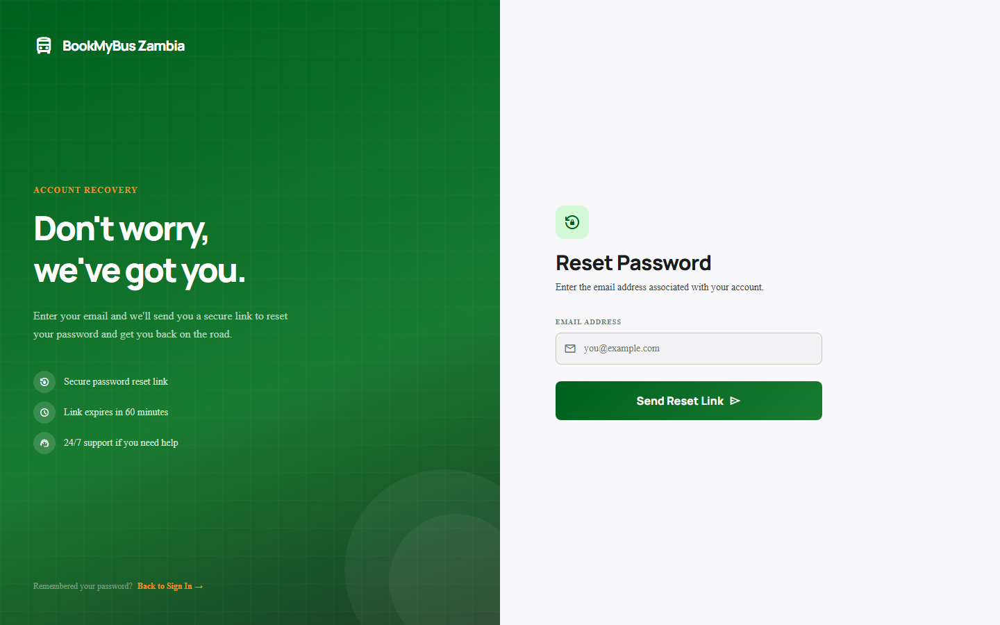 BookMyBus Zambia
ACCOUNT RECOVERY
Don't worry,
we've got you.
Enter your email and we'll send you a secure link to reset
your password and get you back on the road.
Secure password reset link
Link expires in 60 minutes
24/7 support if you need help
Remembered your password? Back to Sign In →
Reset Password
Enter the email address associated with your account.
EMAIL ADDRESS
you@example.com
Send Reset Link